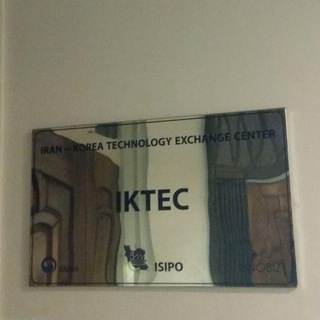 IRAN – KOREA TECHNOLOGY EXCHANGE CENTER
IKTEC
ISIPO